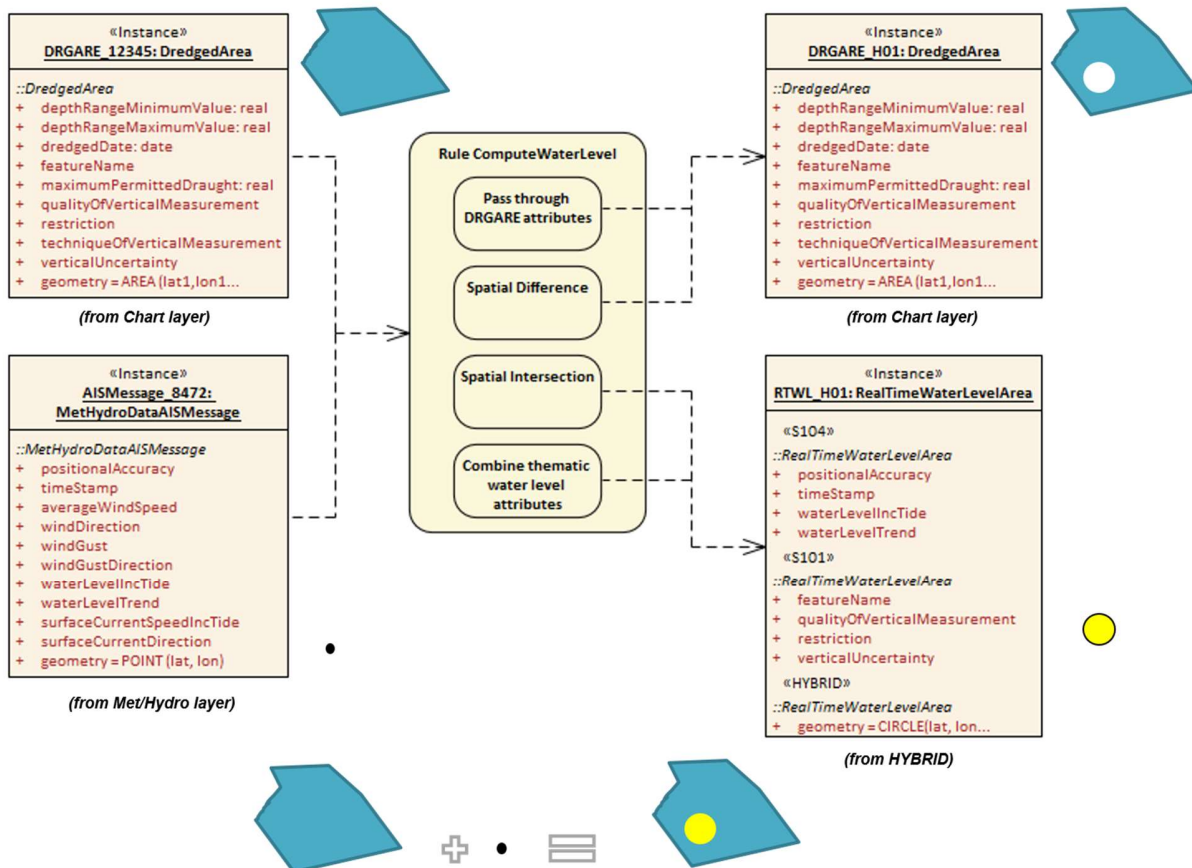 «Instance»
DRGARE_12345: DredgedArea
::DredgedArea
+ depthRangeMinimumValue: real
+ depthRangeMaximumValue: real
+ dredgedDate: date
+ featureName
+ maximumPermittedDraught: real
+ qualityOfVerticalMeasurement
+ restriction
+ techniqueOfVerticalMeasurement
+ verticalUncertainty
+ geometry = AREA (lat1,lon1...
(from Chart layer)
«Instance»
AISMessage_8472:
MetHydroDataAISMessage
::MetHydroDataAISMessage
+ positionalAccuracy
+ timeStamp
+ averageWindSpeed
+ windDirection
+ windGust
+ windGustDirection
+ waterLevelIncTide
+ waterLevelTrend
+ surfaceCurrentSpeedIncTide
+ surfaceCurrentDirection
+ geometry = POINT (lat, lon)
(from Met/Hydro layer)
Rule ComputeWaterLevel
Pass through
DRGARE attributes
Spatial Difference
Spatial Intersection
Combine thematic
water level
attributes
«Instance»
DRGARE_H01: DredgedArea
::DredgedArea
+ depthRangeMinimumValue: real
+ depthRangeMaximumValue: real
+ dredgedDate: date
+ featureName
+ maximumPermittedDraught: real
+ qualityOfVerticalMeasurement
+ restriction
+ techniqueOfVerticalMeasurement
+ verticalUncertainty
+ geometry = AREA (lat1,lon1...
(from Chart layer)
«Instance»
RTWL_H01: RealTimeWaterLevelArea
«S104»
::RealTimeWaterLevelArea
+ positionalAccuracy
+ timeStamp
+ waterLevelIncTide
+ waterLevelTrend
«S101»
::RealTimeWaterLevelArea
+ featureName
+ qualityOfVerticalMeasurement
+ restriction
+ verticalUncertainty
«HYBRID»
::RealTimeWaterLevelArea
+ geometry = CIRCLE(lat, lon...
(from HYBRID)